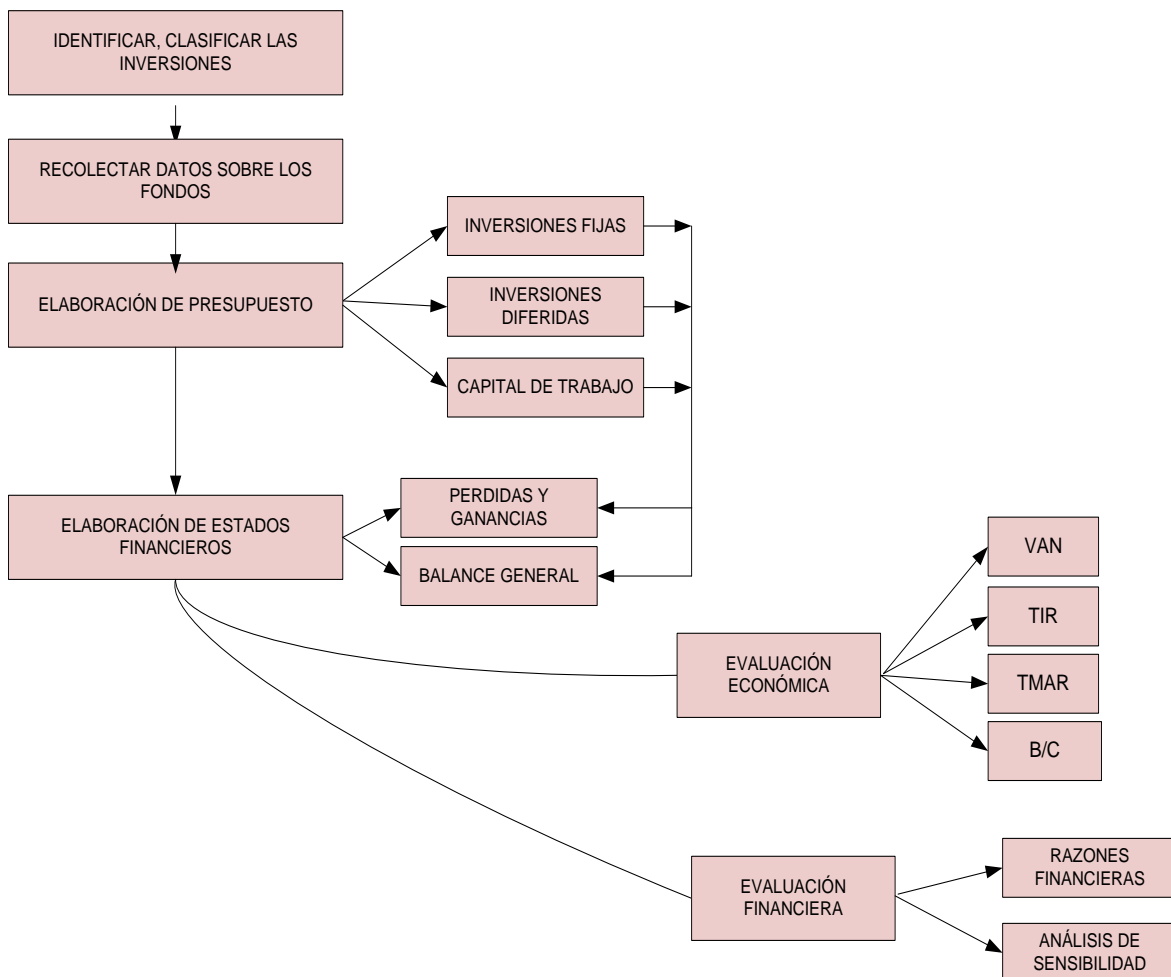 IDENTIFICAR, CLASIFICAR LAS
INVERSIONES
RECOLECTAR DATOS SOBRE LOS
FONDOS
ELABORACIÓN DE PRESUPUESTO
INVERSIONES FIJAS
INVERSIONES
DIFERIDAS
CAPITAL DE TRABAJO
ELABORACIÓN DE ESTADOS
FINANCIEROS
PERDIDAS Y
GANANCIAS
BALANCE GENERAL
EVALUACIÓN
ECONÓMICA
VAN
TIR
TMAR
B/C
EVALUACIÓN
FINANCIERA
RAZONES
FINANCIERAS
ANÁLISIS DE
SENSIBILIDAD